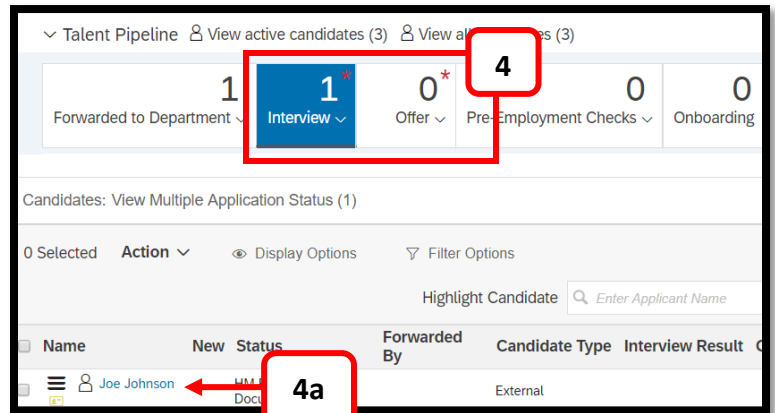 Talent Pipeline View active candidates (3) View al es (3)
4
1 1* 0* 0 0
Forwarded to Department Interview Offer Pre-Employment Checks Onboarding
Candidates: View Multiple Application Status (1)
0 Selected Action Display Options Filter Options
Highlight Candidate Enter Applicant Name
Name New Status Forwarded By Candidate Type Interview Result
Joe Johnson HM External
4a